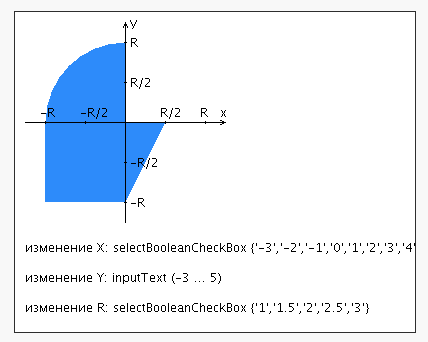 y
R
R/2
-R
-R/2
R/2
R
x
-R/2
-R
изменение X: selectBooleanCheckBox {'-3','-2','-1','0','1','2','3','4'
изменение Y: inputText (-3 ... 5)
изменение R: selectBooleanCheckBox {'1','1.5','2','2.5','3'}